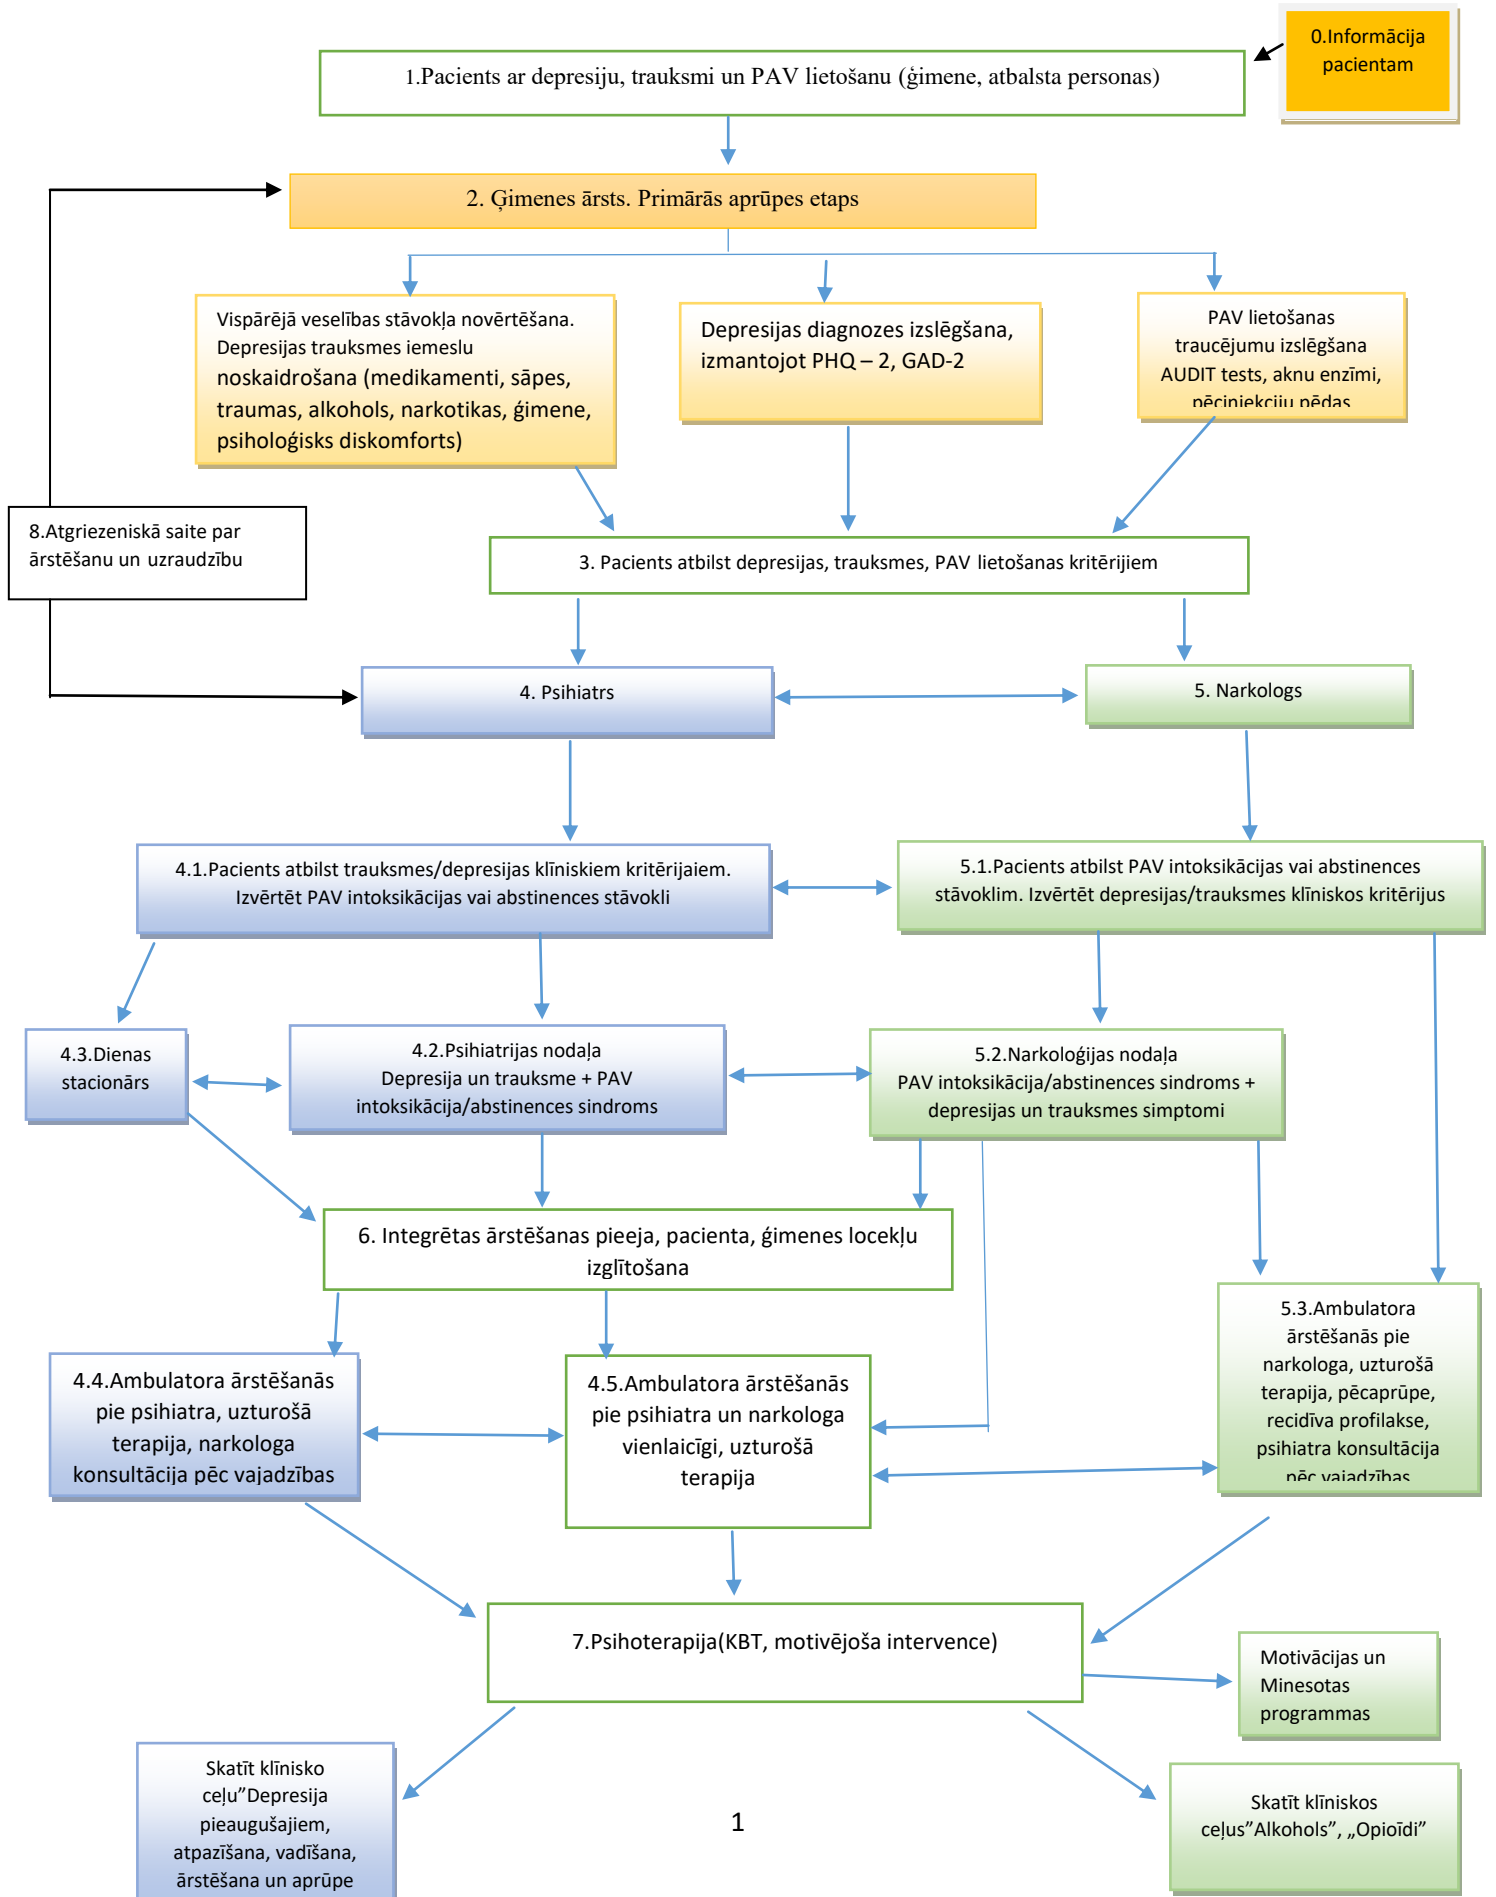 0.Informācija
pacientam
1.Pacients ar depresiju, trauksmi un PAV lietošanu (ģimene, atbalsta personas)
2. Ģimenes ārsts. Primārās aprūpes etaps
Vispārējā veselības stāvokļa novērtēšana.
Depresijas trauksmes iemeslu
noskaidrošana (medikamenti, sāpes,
traumas, alkohols, narkotikas, ģimene,
psiholoģisks diskomforts)
Depresijas diagnozes izslēgšana,
izmantojot PHQ – 2, GAD-2
PAV lietošanas
traucējumu izslēgšana
AUDIT tests, aknu enzīmi,
pēcinjekciju pēdas
8.Atgriezeniskā saite par
ārstēšanu un uzraudzību
3. Pacients atbilst depresijas, trauksmes, PAV lietošanas kritērijiem
4. Psihiatrs
5. Narkologs
4.1.Pacients atbilst trauksmes/depresijas klīniskiem kritērijaiem.
Izvērtēt PAV intoksikācijas vai abstinences stāvokli
5.1.Pacients atbilst PAV intoksikācijas vai abstinences
stāvoklim. Izvērtēt depresijas/trauksmes klīniskos kritērijus
4.3.Dienas
stacionārs
4.2.Psihiatrijas nodaļa
Depresija un trauksme + PAV
intoksikācija/abstinences sindroms
5.2.Narkoloģijas nodaļa
PAV intoksikācija/abstinences sindroms +
depresijas un trauksmes simptomi
6. Integrētas ārstēšanas pieeja, pacienta, ģimenes locekļu
izglītošana
4.4.Ambulatora ārstēšanās
pie psihiatra, uzturošā
terapija, narkologa
konsultācija pēc vajadzības
4.5.Ambulatora ārstēšanās
pie psihiatra un narkologa
vienlaicīgi, uzturošā
terapija
5.3.Ambulatora
ārstēšanās pie
narkologa, uzturošā
terapija, pēcaprūpe,
recidīva profilakse,
psihiatra konsultācija
pēc vajadzības
7.Psihoterapija(KBT, motivējoša intervence)
Motivācijas un
Minesotas
programmas
Skatīt klīnisko
ceļu”Depresija
pieaugušajiem,
atpazīšana, vadīšana,
ārstēšana un aprūpe
Skatīt klīniskos
ceļus”Alkohols”, „Opioīdi”
1